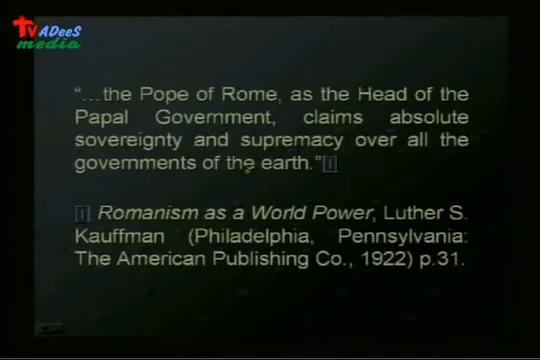 TV ADeeS
media
“...the Pope of Rome, as the Head of the
Papal Government, claims absolute
sovereignty and supremacy over all the
governments of the earth.”[i]
[i] Romanism as a World Power, Luther S.
Kauffman (Philadelphia, Pennsylvania:
The American Publishing Co., 1922) p.31.